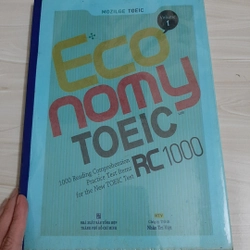 Eco
nomy
TOEIC
RC 1000
1000 Reading Comprehension
Practice Test Items
for the New TOEIC Test